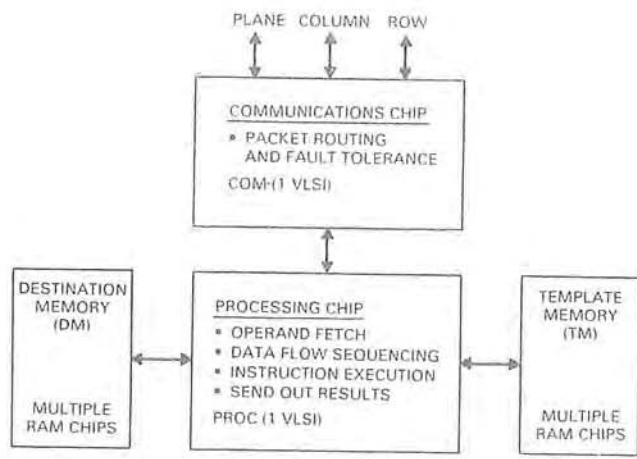 PLANE COLUMN ROW
COMMUNICATIONS CHIP
• PACKET ROUTING
AND FAULT TOLERANCE
COM-(1 VLSI)
DESTINATION
MEMORY
(DM)
MULTIPLE
RAM CHIPS
PROCESSING CHIP
• OPERAND FETCH
• DATA FLOW SEQUENCING
• INSTRUCTION EXECUTION
• SEND OUT RESULTS
PROC (1 VLSI)
TEMPLATE
MEMORY
(TM)
MULTIPLE
RAM CHIPS